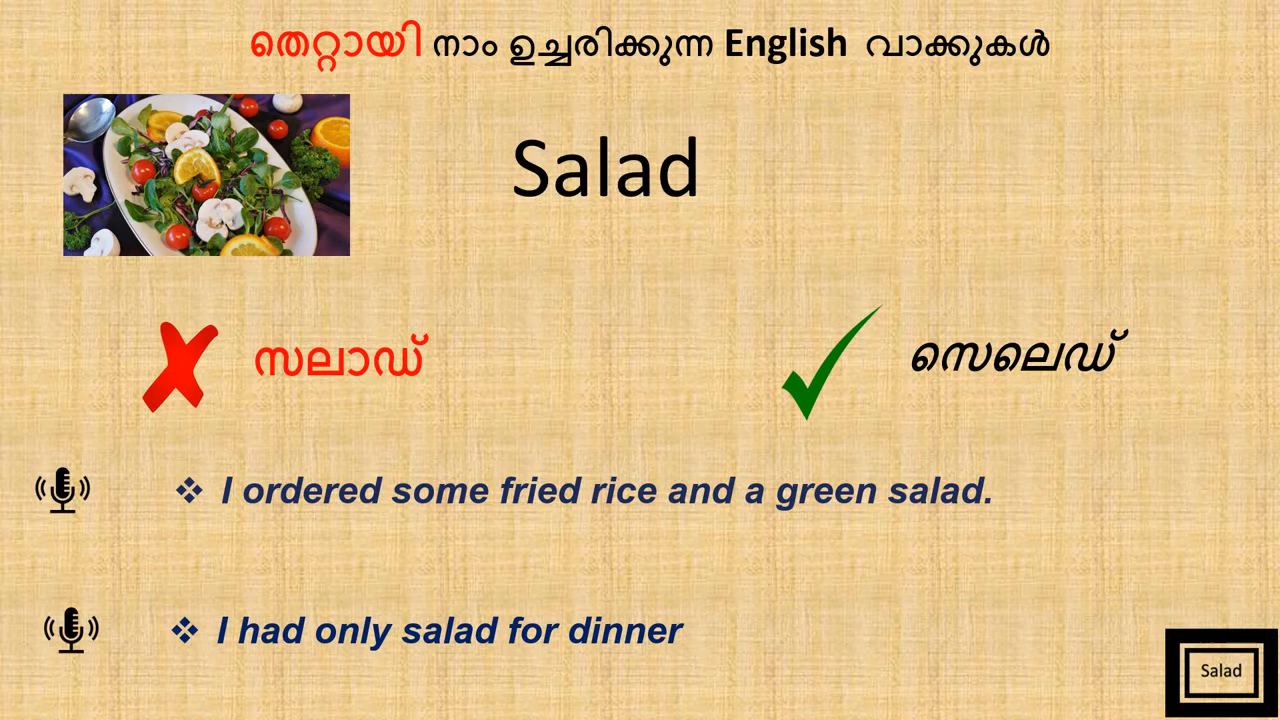 തെറ്റായി നാം ഉച്ചരിക്കുന്ന English വാക്കുകൾ
Salad
സലാഡ്
സെലെഡ്
❖ I ordered some fried rice and a green salad.
❖ I had only salad for dinner
Salad